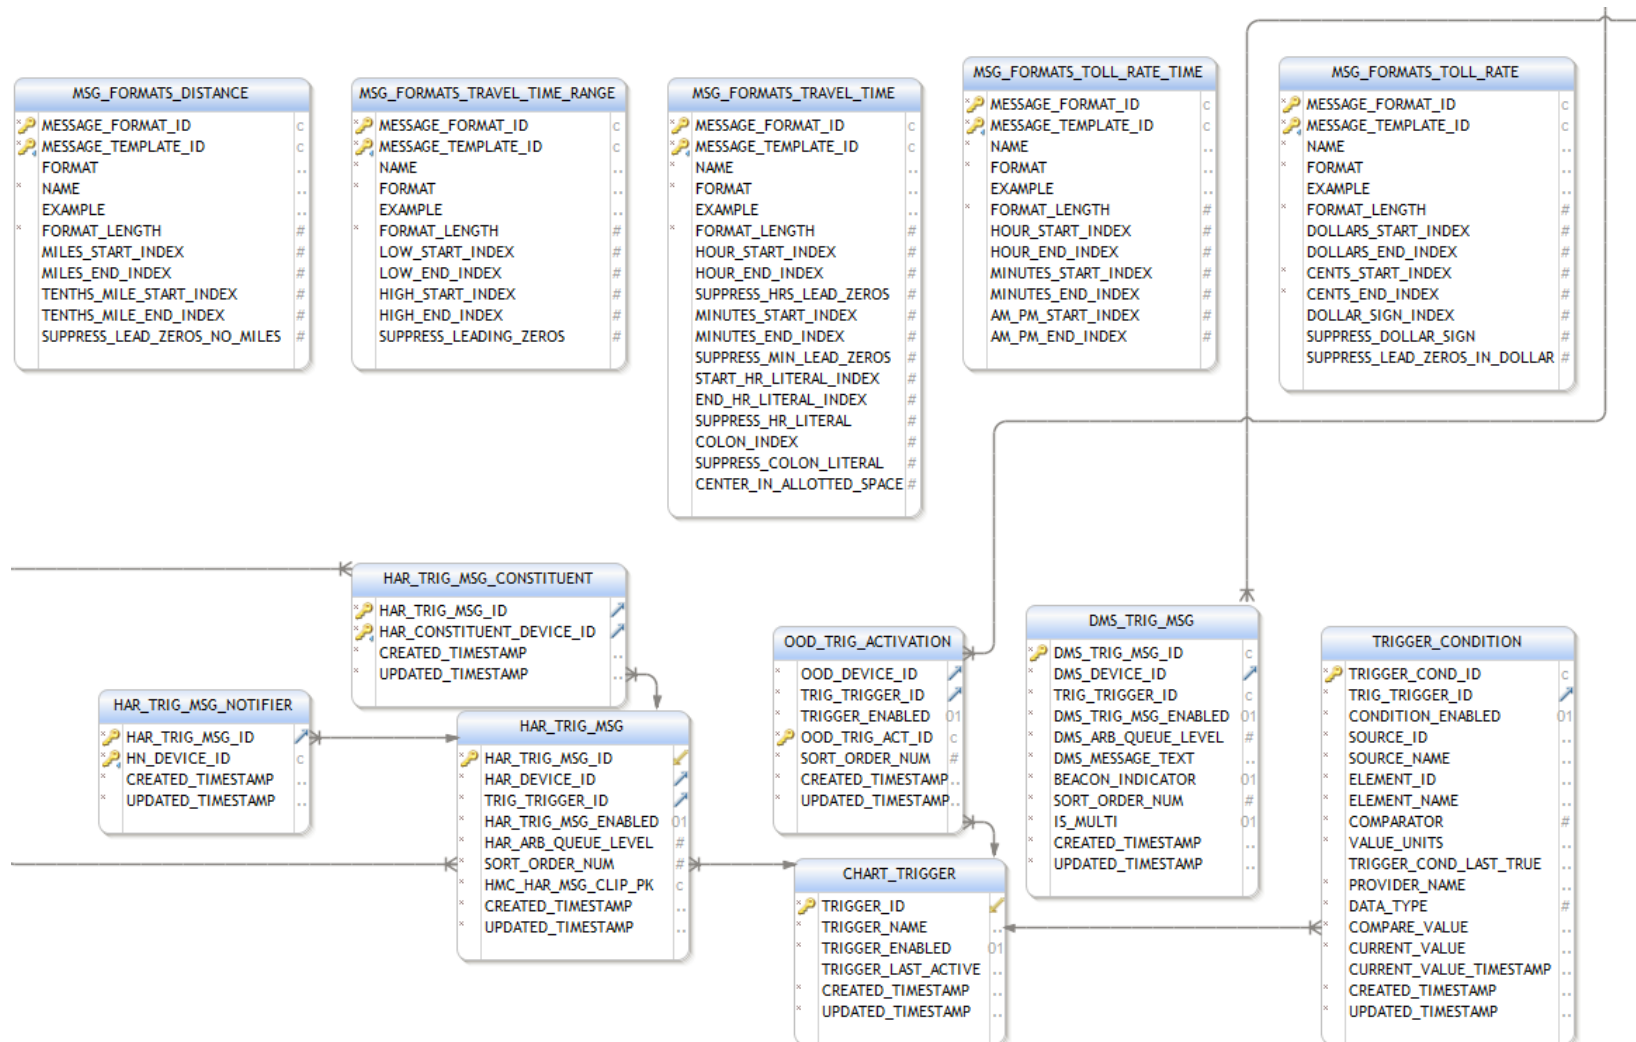 MSG_FORMATS_DISTANCE
MESSAGE_FORMAT_ID c
MESSAGE_TEMPLATE_ID c
FORMAT ..
NAME ..
EXAMPLE ..
FORMAT_LENGTH #
MILES_START_INDEX #
MILES_END_INDEX #
TENTHS_MILE_START_INDEX #
TENTHS_MILE_END_INDEX #
SUPPRESS_LEAD_ZEROS_NO_MILES #
MSG_FORMATS_TRAVEL_TIME_RANGE
MESSAGE_FORMAT_ID c
MESSAGE_TEMPLATE_ID c
NAME ..
FORMAT ..
EXAMPLE ..
FORMAT_LENGTH #
LOW_START_INDEX #
LOW_END_INDEX #
HIGH_START_INDEX #
HIGH_END_INDEX #
SUPPRESS_LEADING_ZEROS #
MSG_FORMATS_TRAVEL_TIME
MESSAGE_FORMAT_ID c
MESSAGE_TEMPLATE_ID c
NAME ..
FORMAT ..
EXAMPLE ..
FORMAT_LENGTH #
HOUR_START_INDEX #
HOUR_END_INDEX #
SUPPRESS_HRS_LEAD_ZEROS #
MINUTES_START_INDEX #
MINUTES_END_INDEX #
SUPPRESS_MIN_LEAD_ZEROS #
START_HR_LITERAL_INDEX #
END_HR_LITERAL_INDEX #
SUPPRESS_HR_LITERAL #
COLON_INDEX #
SUPPRESS_COLON_LITERAL #
CENTER_IN_ALLOTTED_SPACE #
MSG_FORMATS_TOLL_RATE_TIME
MESSAGE_FORMAT_ID c
MESSAGE_TEMPLATE_ID c
NAME ..
FORMAT ..
EXAMPLE ..
FORMAT_LENGTH #
HOUR_START_INDEX #
HOUR_END_INDEX #
MINUTES_START_INDEX #
MINUTES_END_INDEX #
AM_PM_START_INDEX #
AM_PM_END_INDEX #
MSG_FORMATS_TOLL_RATE
MESSAGE_FORMAT_ID c
MESSAGE_TEMPLATE_ID c
NAME ..
FORMAT ..
EXAMPLE ..
FORMAT_LENGTH #
DOLLARS_START_INDEX #
DOLLARS_END_INDEX #
CENTS_START_INDEX #
CENTS_END_INDEX #
DOLLAR_SIGN_INDEX #
SUPPRESS_DOLLAR_SIGN #
SUPPRESS_LEAD_ZEROS_IN_DOLLAR #
HAR_TRIG_MSG_CONSTITUENT
HAR_TRIG_MSG_ID
HAR_CONSTITUENT_DEVICE_ID
CREATED_TIMESTAMP ..
UPDATED_TIMESTAMP ..
HAR_TRIG_MSG_NOTIFIER
HAR_TRIG_MSG_ID
HN_DEVICE_ID c
CREATED_TIMESTAMP ..
UPDATED_TIMESTAMP ..
HAR_TRIG_MSG
HAR_TRIG_MSG_ID
HAR_DEVICE_ID
TRIG_TRIGGER_ID
HAR_TRIG_MSG_ENABLED 01
HAR_ARB_QUEUE_LEVEL #
SORT_ORDER_NUM #
HMC_HAR_MSG_CLIP_PK c
CREATED_TIMESTAMP ..
UPDATED_TIMESTAMP ..
OOD_TRIG_ACTIVATION
OOD_DEVICE_ID
TRIG_TRIGGER_ID
TRIGGER_ENABLED 01
OOD_TRIG_ACT_ID c
SORT_ORDER_NUM #
CREATED_TIMESTAMP ..
UPDATED_TIMESTAMP ..
CHART_TRIGGER
TRIGGER_ID
TRIGGER_NAME ..
TRIGGER_ENABLED 01
TRIGGER_LAST_ACTIVE ..
CREATED_TIMESTAMP ..
UPDATED_TIMESTAMP ..
DMS_TRIG_MSG
DMS_TRIG_MSG_ID c
DMS_DEVICE_ID
TRIG_TRIGGER_ID c
DMS_TRIG_MSG_ENABLED 01
DMS_ARB_QUEUE_LEVEL #
DMS_MESSAGE_TEXT ..
BEACON_INDICATOR 01
SORT_ORDER_NUM #
IS_MULTI 01
CREATED_TIMESTAMP ..
UPDATED_TIMESTAMP ..
TRIGGER_CONDITION
TRIGGER_COND_ID c
TRIG_TRIGGER_ID
CONDITION_ENABLED 01
SOURCE_ID ..
SOURCE_NAME ..
ELEMENT_ID ..
ELEMENT_NAME ..
COMPARATOR #
VALUE_UNITS ..
TRIGGER_COND_LAST_TRUE ..
PROVIDER_NAME ..
DATA_TYPE #
COMPARE_VALUE ..
CURRENT_VALUE ..
CURRENT_VALUE_TIMESTAMP ..
CREATED_TIMESTAMP ..
UPDATED_TIMESTAMP ..